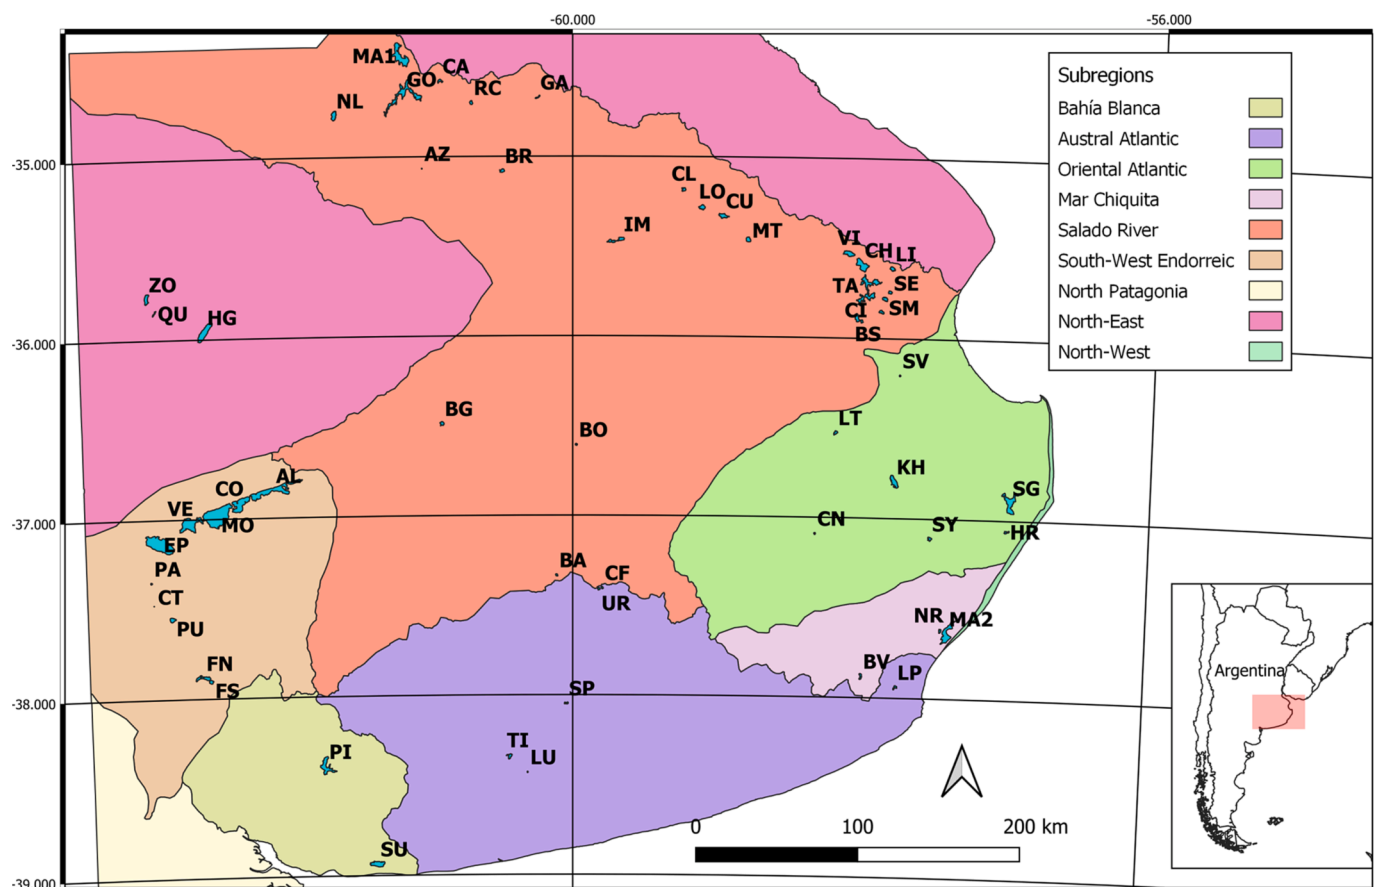 -60.000
-56.000
MA1
CA
GO
RC
GA
NL
AZ
BR
-35.000
CL
LO
CU
IM
MT
VI
CH
LI
TA
SE
ZO
QU
HG
CI
SM
BS
-36.000
SV
BG
LT
BO
KH
AL
CO
SG
VE
MO
CN
SY
HR
-37.000
EP
PA
BA
CF
CT
UR
PU
NR
MA2
FN
FS
BV
LP
-38.000
SP
PI
TI
LU
SU
-39.000
0
100
200 km
Subregions
Bahía Blanca
Austral Atlantic
Oriental Atlantic
Mar Chiquita
Salado River
South-West Endorreic
North Patagonia
North-East
North-West
Argentina